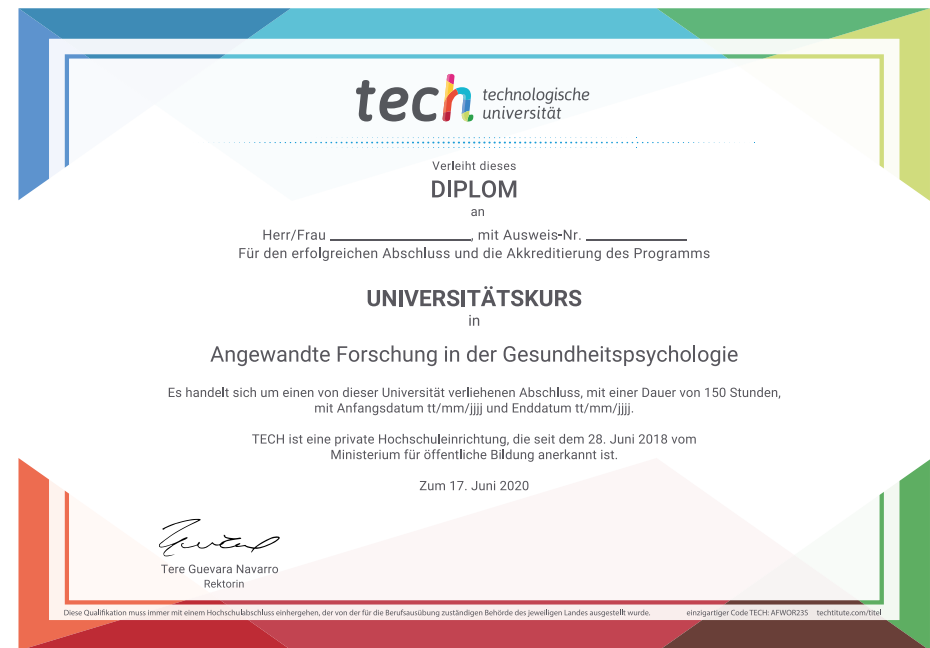 tech technologische
universität
Verleiht dieses
DIPLOM
an
Herr/Frau ____________________, mit Ausweis-Nr. ______________
Für den erfolgreichen Abschluss und die Akkreditierung des Programms
UNIVERSITÄTSKURS
in
Angewandte Forschung in der Gesundheitspsychologie
Es handelt sich um einen von dieser Universität verliehenen Abschluss, mit einer Dauer von 150 Stunden,
mit Anfangsdatum tt/mm/jjjj und Enddatum tt/mm/jjjj.
TECH ist eine private Hochschuleinrichtung, die seit dem 28. Juni 2018 vom
Ministerium für öffentliche Bildung anerkannt ist.
Zum 17. Juni 2020
Tere Guevara Navarro
Rektorin
Diese Qualifikation muss immer mit einem Hochschulabschluss einhergehen, der von der für die Berufsausübung zuständigen Behörde des jeweiligen Landes ausgestellt wurde. einzigartiger Code TECH: AFWOR235 techtitute.com/titel